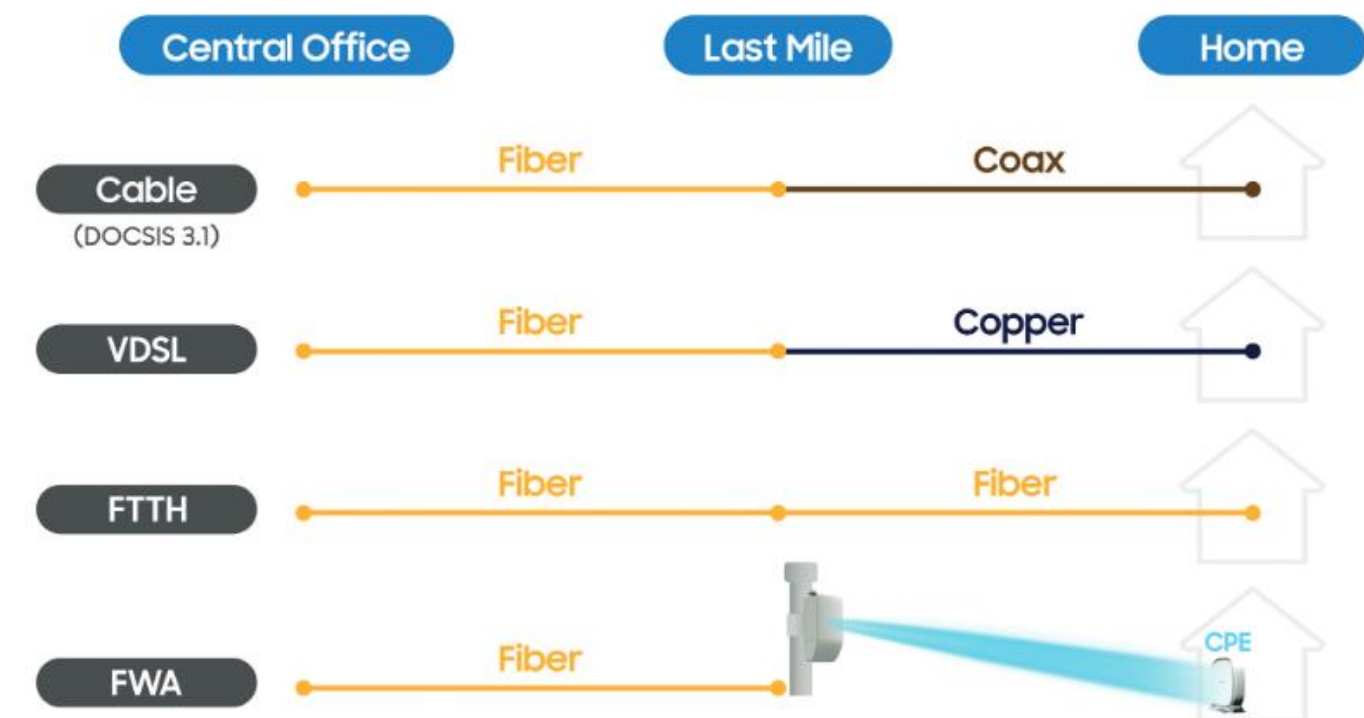 Central Office Last Mile Home
Fiber Coax
Cable
(DOCSIS 3.1)
Fiber Copper
VDSL
Fiber Fiber
FTTH
CPE
Fiber
FWA